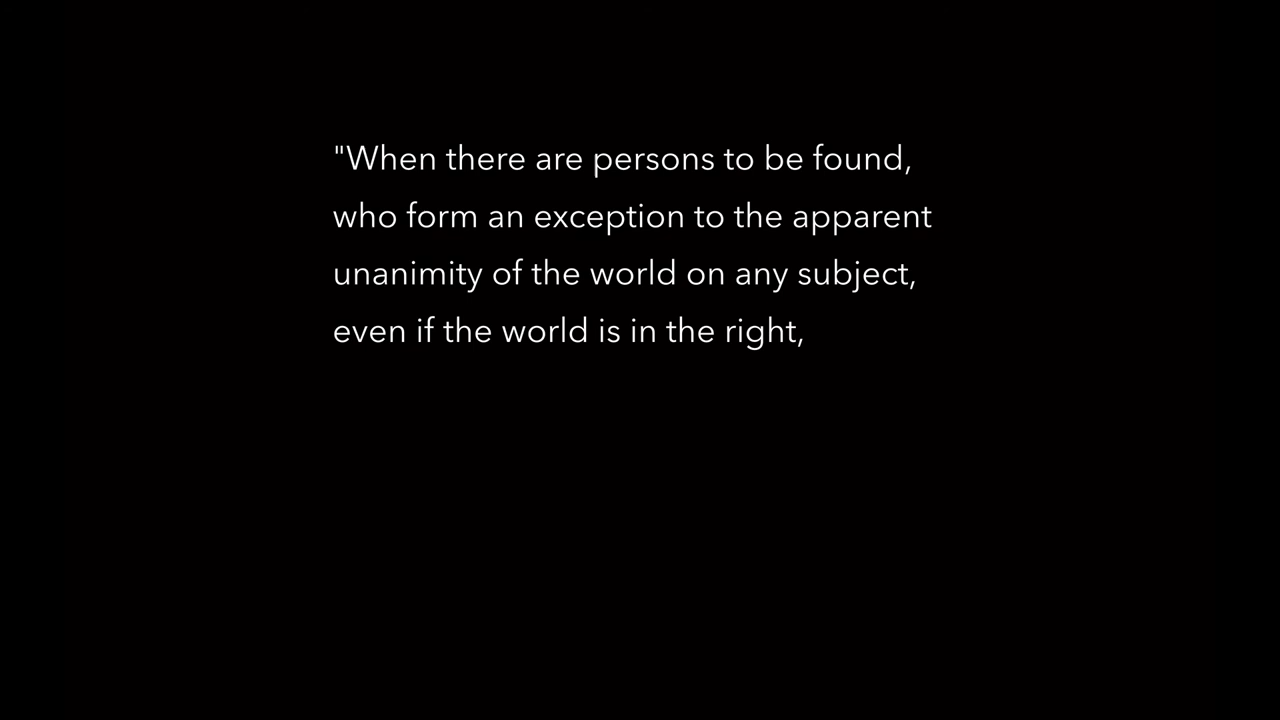 "When there are persons to be found,
who form an exception to the apparent
unanimity of the world on any subject,
even if the world is in the right,